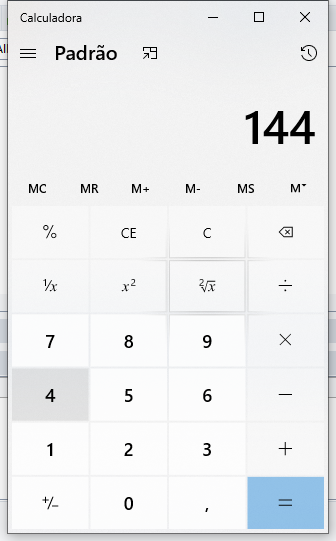 Calculadora
Padrão
144
MC MR M+ M- MS M˅
% CE C
¹/x x² ²√x ÷
7 8 9 ×
4 5 6 −
1 2 3 +
+/− 0 , =